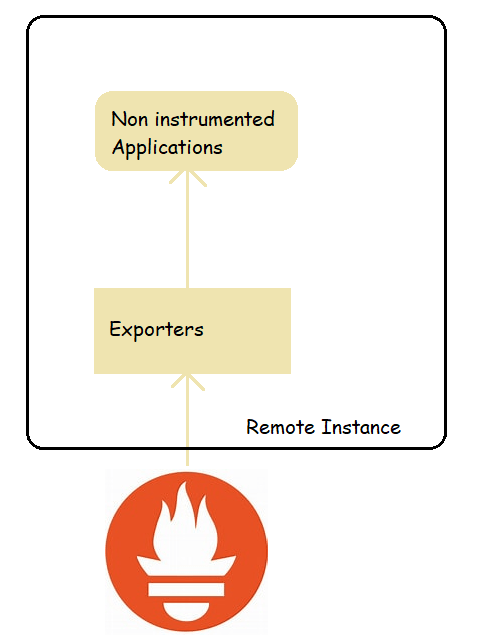 Non instrumented
Applications
Exporters
Remote Instance